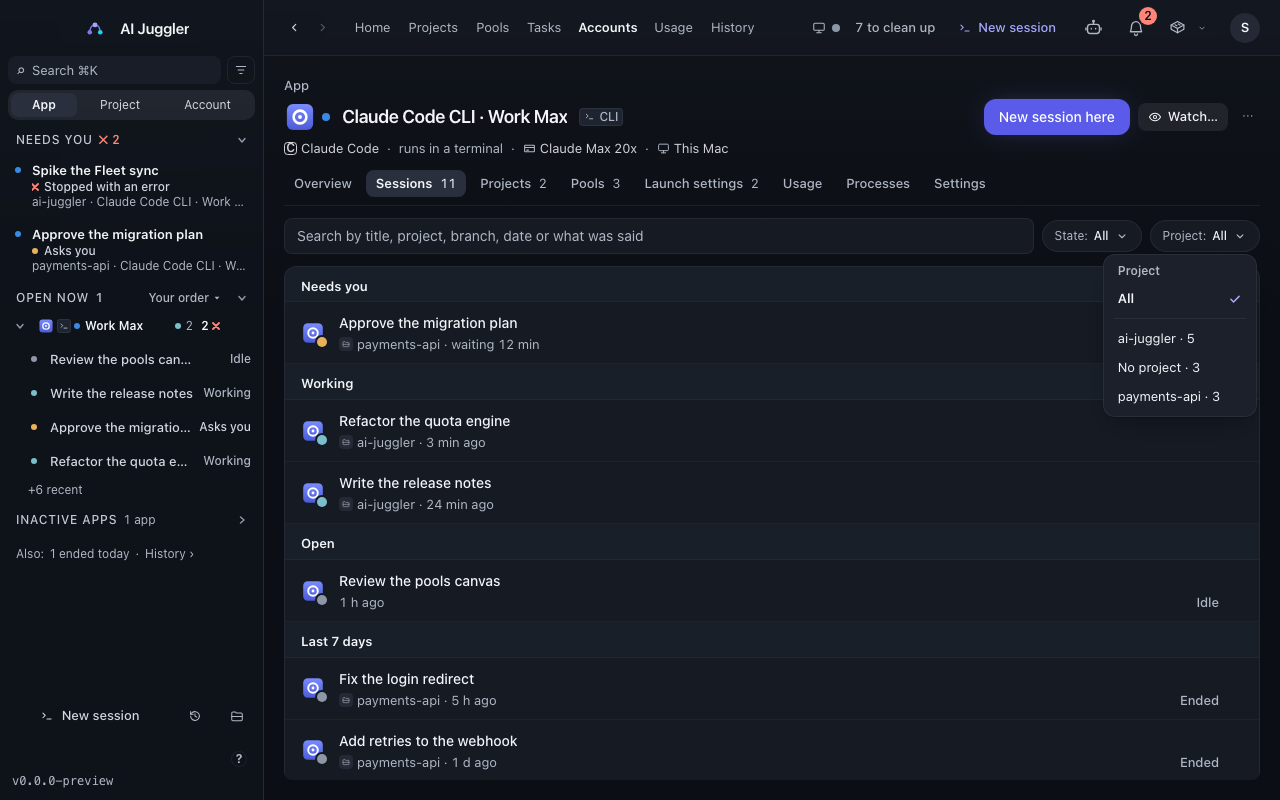 AI Juggler
Search ⌘K
App Project Account
NEEDS YOU 2
Spike the Fleet sync
Stopped with an error
ai-juggler · Claude Code CLI · Work ...
Approve the migration plan
Asks you
payments-api · Claude Code CLI · W...
OPEN NOW 1 Your order
Work Max 2 2
Review the pools can... Idle
Write the release notes Working
Approve the migratio... Asks you
Refactor the quota e... Working
+6 recent
INACTIVE APPS 1 app
Also: 1 ended today · History ›
New session
?
v0.0.0-preview
Home Projects Pools Tasks Accounts Usage History 7 to clean up New session 2 S
App
Claude Code CLI · Work Max CLI New session here Watch... ...
Claude Code · runs in a terminal · Claude Max 20x · This Mac
Overview Sessions 11 Projects 2 Pools 3 Launch settings 2 Usage Processes Settings
Search by title, project, branch, date or what was said State: All Project: All
Project
All
ai-juggler · 5
No project · 3
payments-api · 3
Needs you
Approve the migration plan
payments-api · waiting 12 min
Working
Refactor the quota engine
ai-juggler · 3 min ago
Write the release notes
ai-juggler · 24 min ago
Open
Review the pools canvas
1 h ago Idle
Last 7 days
Fix the login redirect
payments-api · 5 h ago Ended
Add retries to the webhook
payments-api · 1 d ago Ended